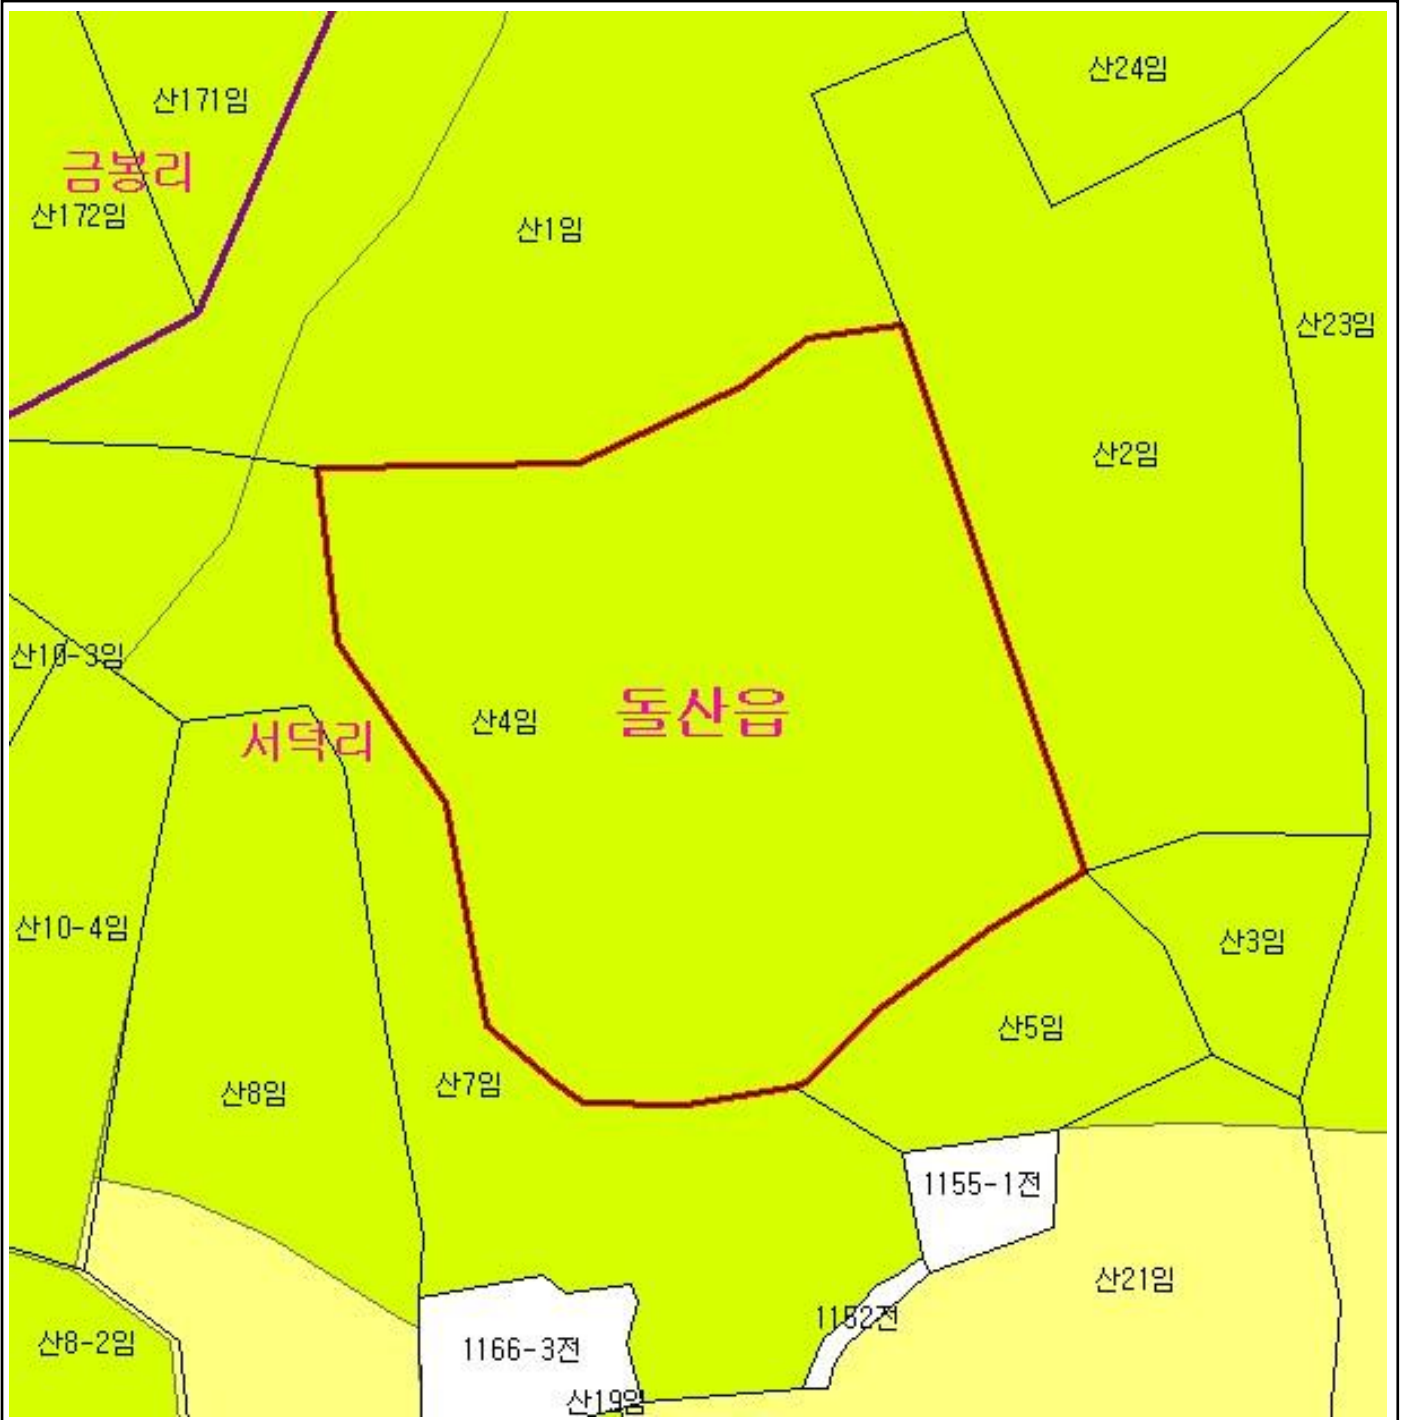 산24임
산171임
금봉리
산172임
산1임
산23임
산2임
산10-3임
돌산읍
산4임
서덕리
산10-4임
산3임
산5임
산7임
산8임
1155-1전
산21임
1152전
산8-2임
1166-3전
산19임